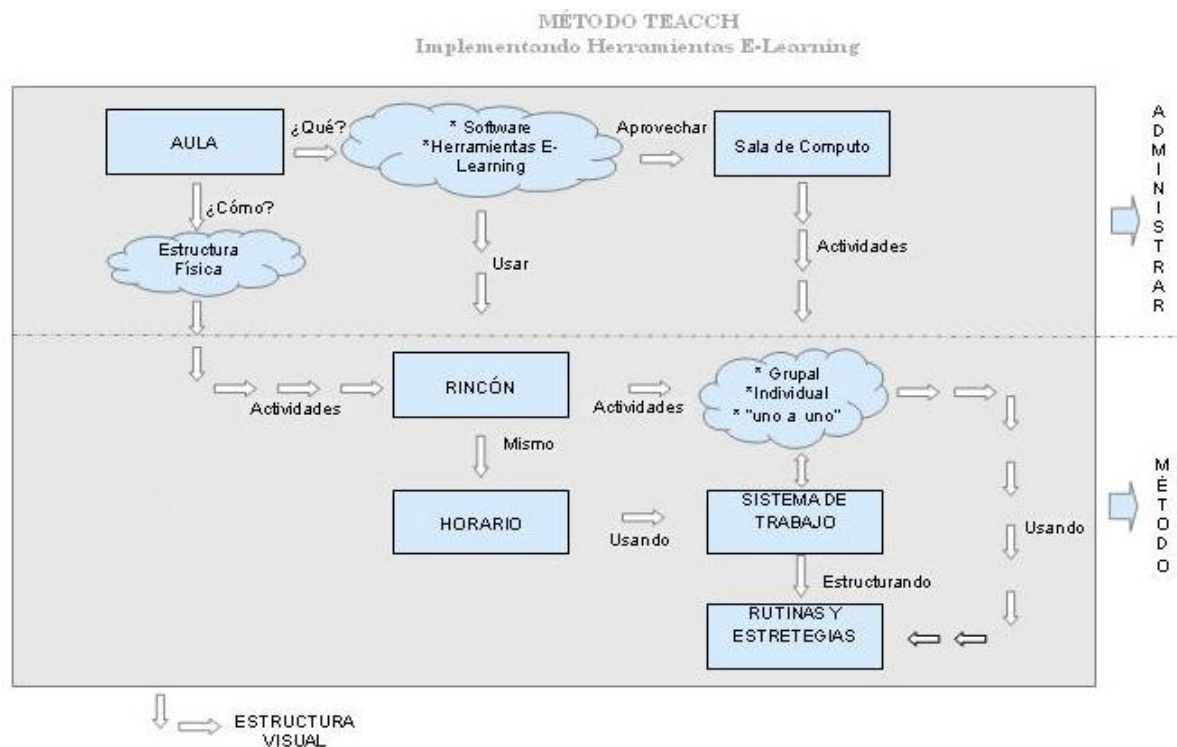 MÉTODO TEACCH
Implementando Herramientas E-Learning
AULA
¿Qué?
* Software
*Herramientas E-
Learning
Aprovechar
Sala de Computo
¿Cómo?
Estructura
Física
Usar
Actividades
ADMINISTRAR
Actividades
RINCÓN
Actividades
* Grupal
*Individual
* "uno a uno"
Mismo
HORARIO
Usando
SISTEMA DE
TRABAJO
Usando
MÉTODO
Estructurando
RUTINAS Y
ESTRETEGIAS
ESTRUCTURA
VISUAL